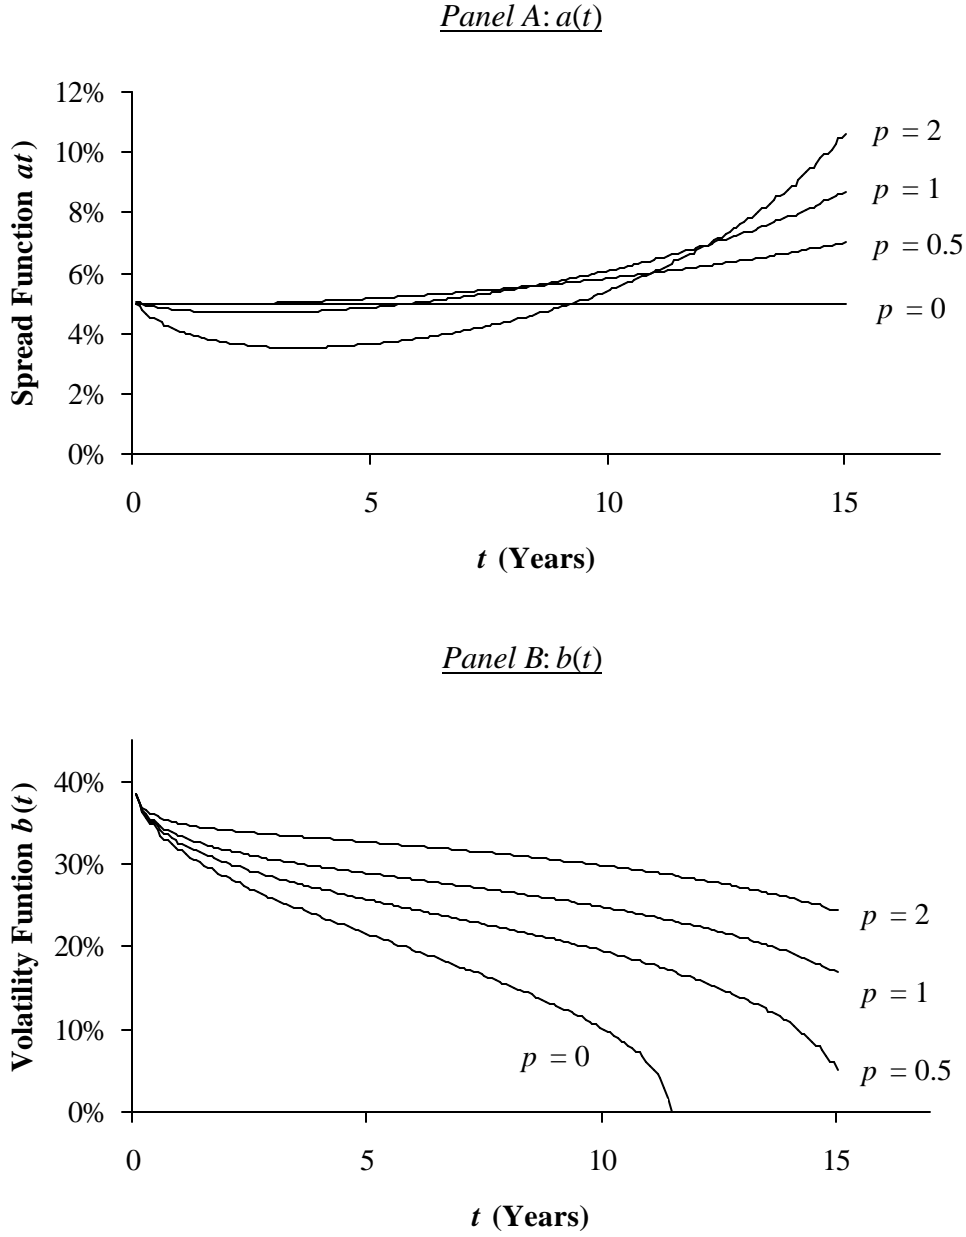 Panel A: a(t)
12%
10%
8%
6%
4%
2%
0%
Spread Function at)
p = 2
p = 1
p = 0.5
p = 0
0 5 10 15
t (Years)
Panel B: b(t)
40%
30%
20%
10%
0%
Volatility Funtion b(t)
p = 2
p = 1
p = 0.5
p = 0
0 5 10 15
t (Years)